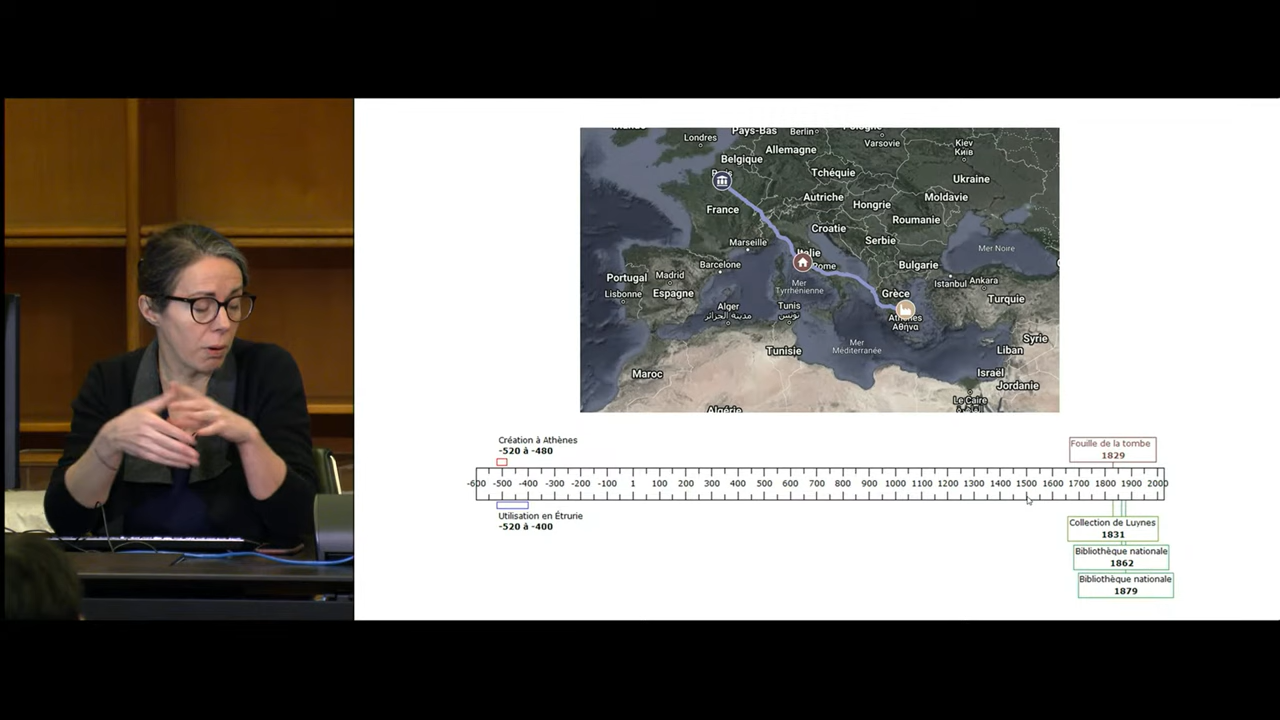 Londres
Pays-Bas
Berlin
Varsovie
Kiev
Київ
Belgique
Allemagne
Tchéquie
Ukraine
Autriche
Hongrie
Moldavie
France
Roumanie
Croatie
Serbie
Marseille
Italie
Mer Noire
Barcelone
Rome
Bulgarie
Portugal
Madrid
Istanbul
Ankara
Lisbonne
Espagne
Mer
Tyrrhénienne
Grèce
Turquie
Alger
مدينة الجزائر
Tunis
تونس
Athènes
Αθήνα
Mer
Méditerranée
Syrie
Tunisie
Liban
Maroc
Israël
Jordanie
Le Caire
Algérie
Création à Athènes
-520 à -480
Fouille de la tombe
1829
-600 -500 -400 -300 -200 -100 1 100 200 300 400 500 600 700 800 900 1000 1100 1200 1300 1400 1500 1600 1700 1800 1900 2000
Utilisation en Étrurie
-520 à -400
Collection de Luynes
1831
Bibliothèque nationale
1862
Bibliothèque nationale
1879